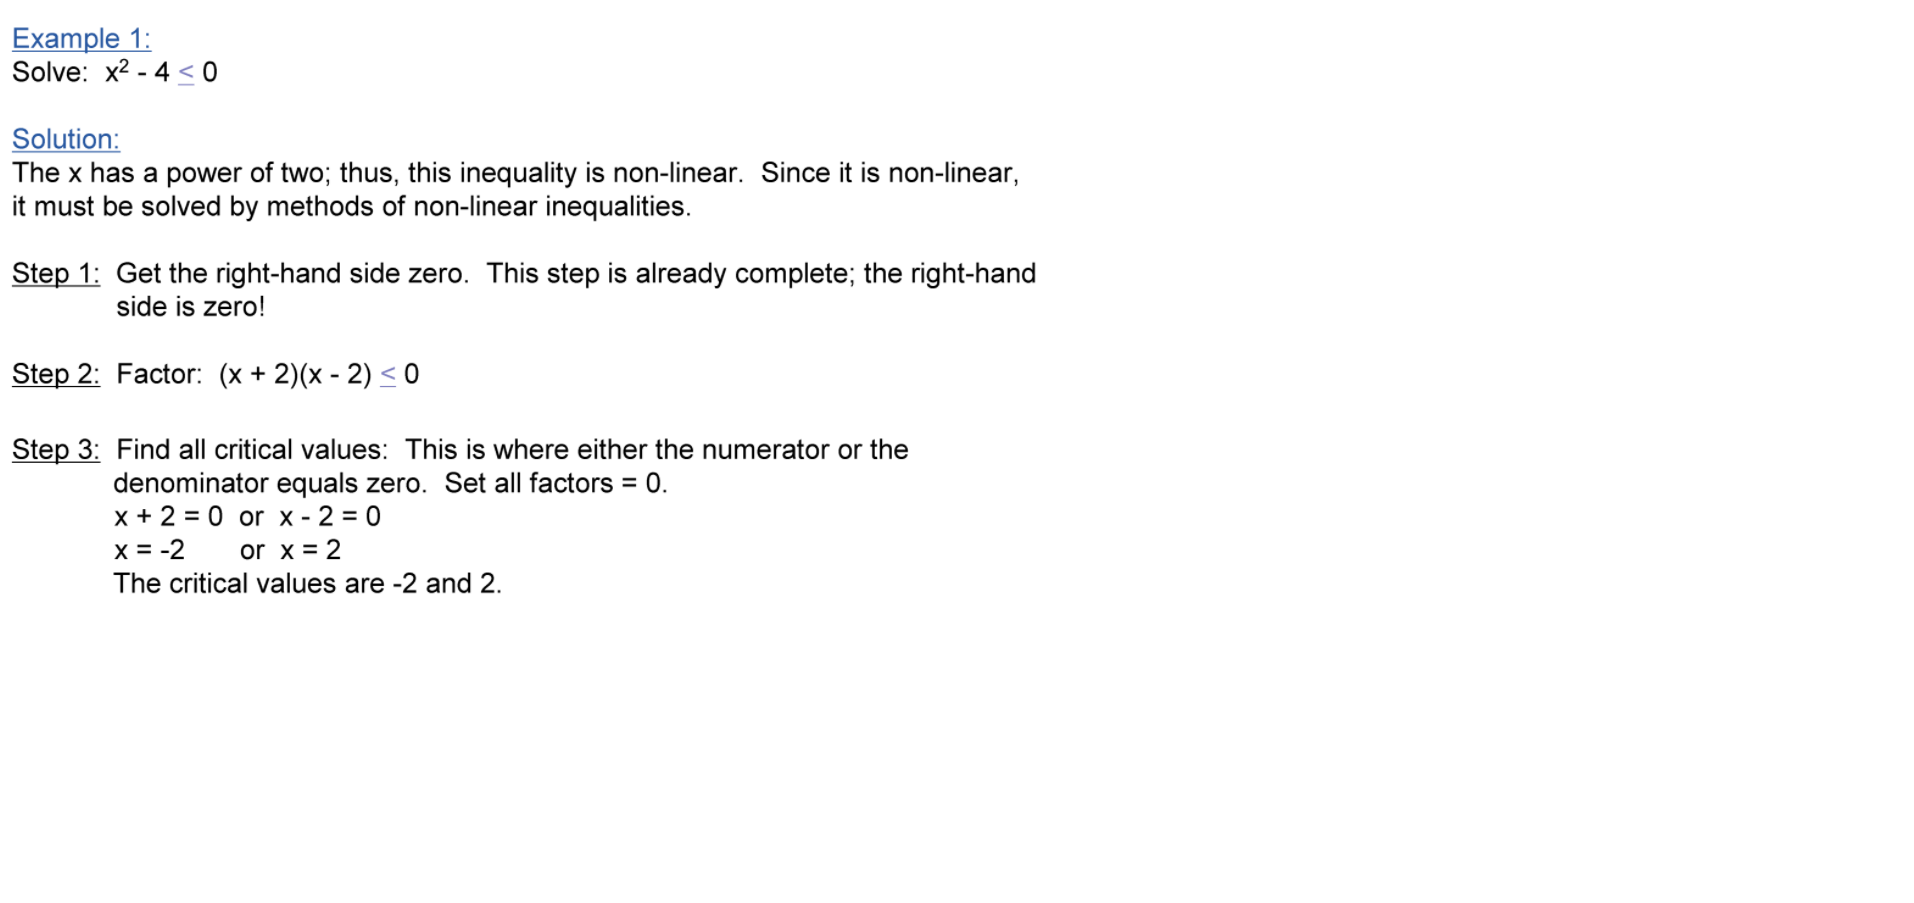 Example 1:
Solve:  x² - 4 ≤ 0
Solution:
The x has a power of two; thus, this inequality is non-linear.  Since it is non-linear,
it must be solved by methods of non-linear inequalities.
Step 1:  Get the right-hand side zero.  This step is already complete; the right-hand
side is zero!
Step 2:  Factor:  (x + 2)(x - 2) ≤ 0
Step 3:  Find all critical values:  This is where either the numerator or the
denominator equals zero.  Set all factors = 0.
x + 2 = 0  or  x - 2 = 0
x = -2  or  x = 2
The critical values are -2 and 2.